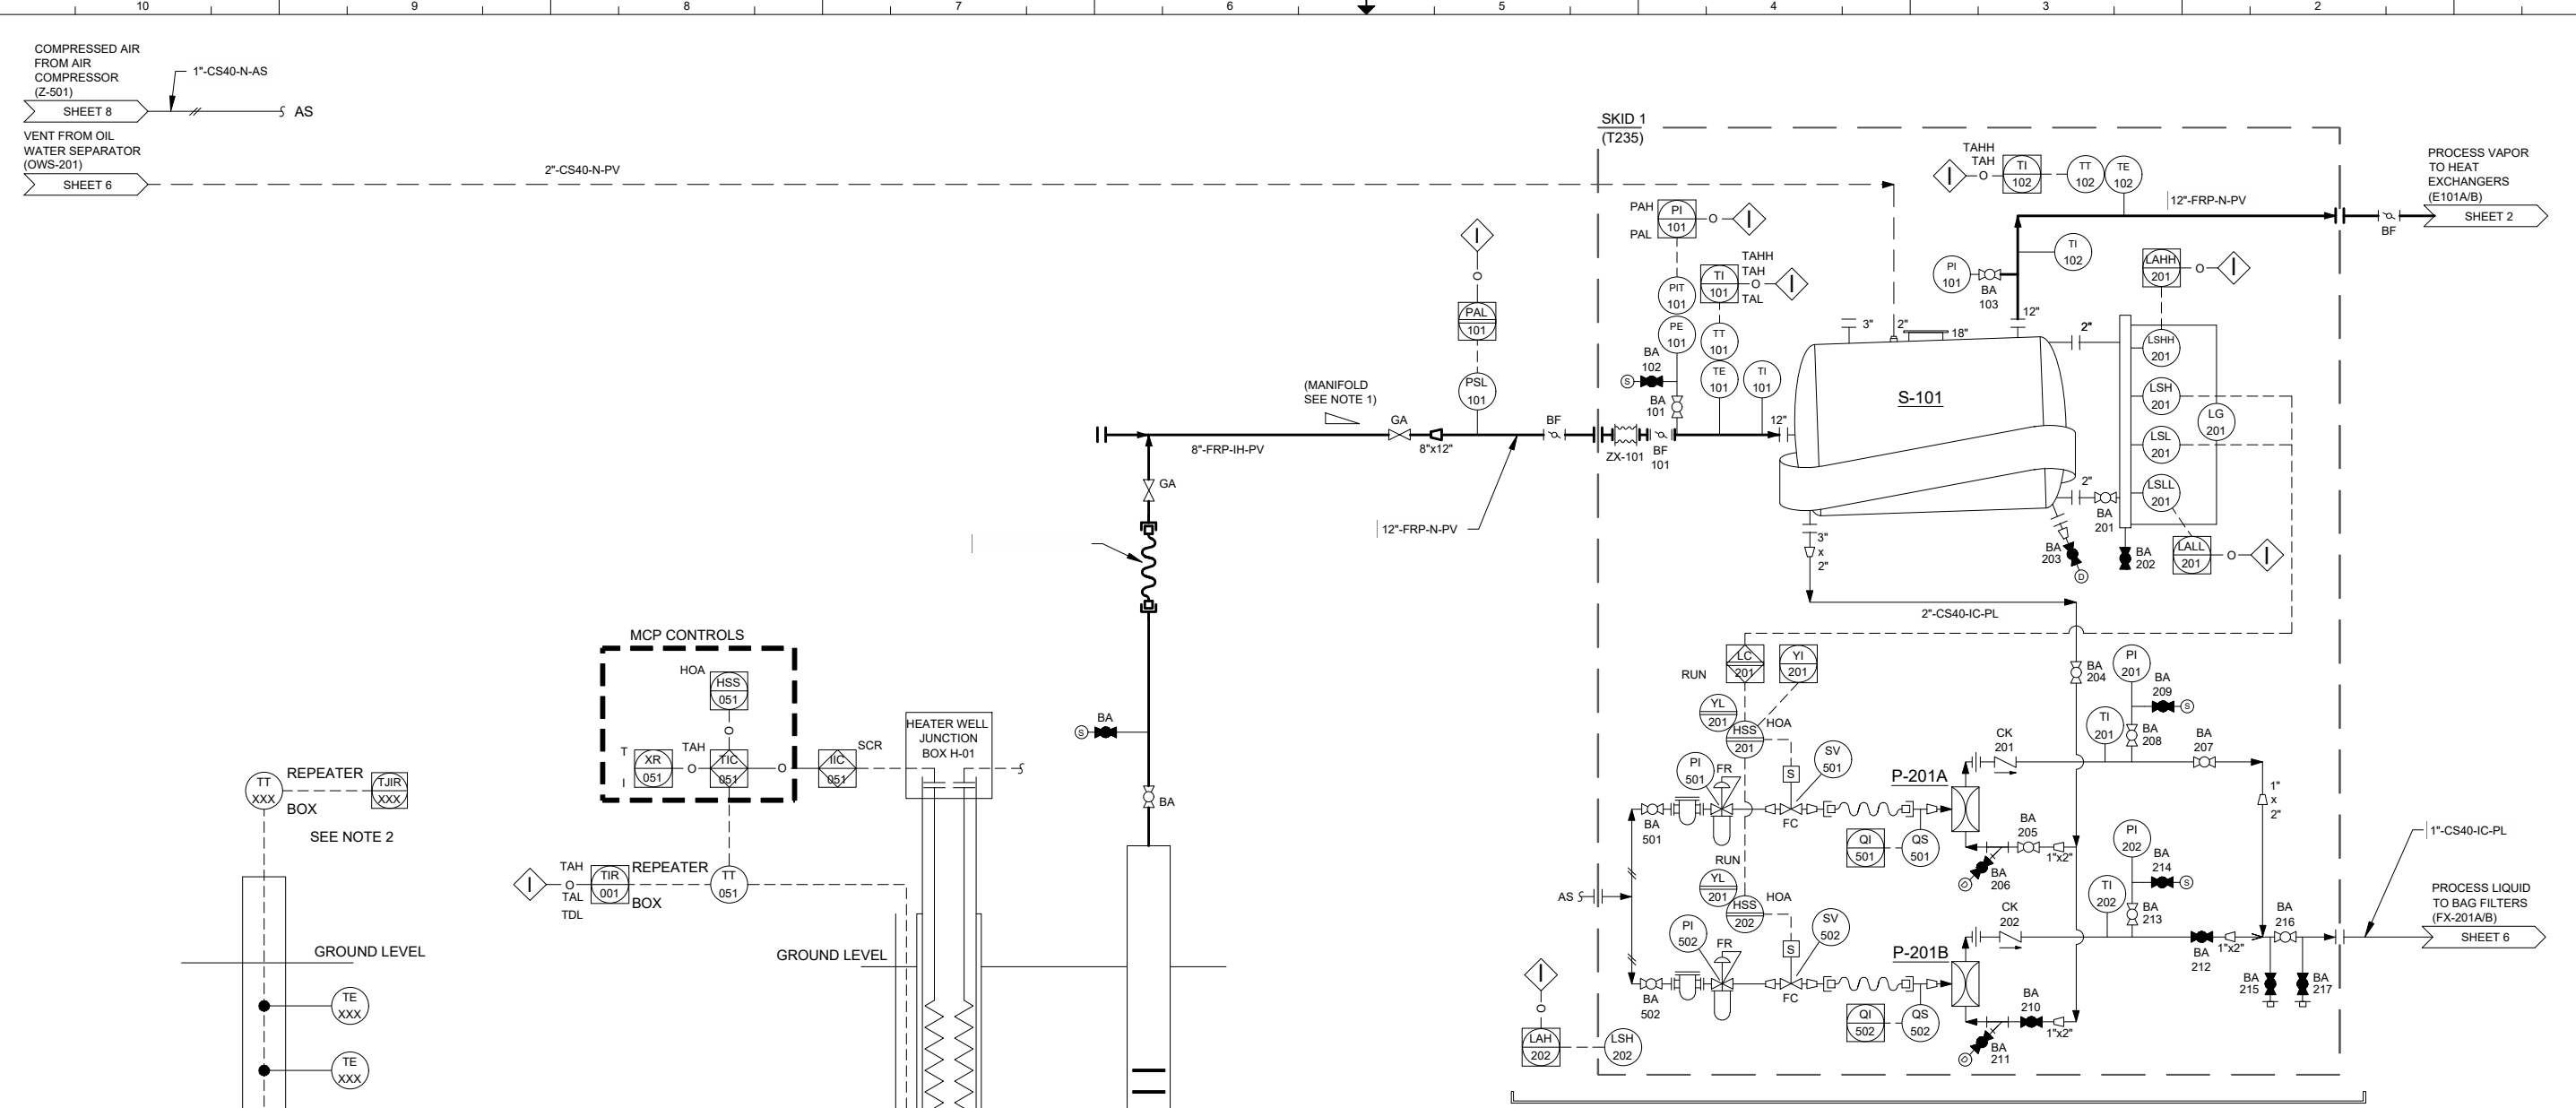 10
9
8
7
6
5
4
3
2
COMPRESSED AIR
FROM AIR
COMPRESSOR
(Z-501)
SHEET 8
1"-CS40-N-AS
AS
VENT FROM OIL
WATER SEPARATOR
(OWS-201)
SHEET 6
2"-CS40-N-PV
SKID 1
(T235)
TAHH
TAH
TI
102
TT
102
TE
102
PROCESS VAPOR
TO HEAT
EXCHANGERS
(E101A/B)
SHEET 2
12"-FRP-N-PV
BF
PAH
PAL
PI
101
I
TAHH
TAH
TAL
TI
101
I
PIT
101
PE
101
TT
101
TE
101
TI
101
BA
102
S
BA
101
I
PAL
101
PSL
101
(MANIFOLD
SEE NOTE 1)
GA
8"x12"
BF
ZX-101
BF
101
12"
8"-FRP-IH-PV
12"-FRP-N-PV
GA
3"
2"
18"
12"
S-101
PI
101
BA
103
TI
102
LAHH
201
I
2"
LSHH
201
LSH
201
LSL
201
LSLL
201
LG
201
2"
BA
201
BA
202
BA
203
D
LALL
201
I
3"
x
2"
2"-CS40-IC-PL
MCP CONTROLS
HOA
HSS
051
T
I
XR
051
TAH
TIC
051
IIC
051
SCR
HEATER WELL
JUNCTION
BOX H-01
S
BA
BA
TT
XXX
REPEATER
BOX
TJIR
XXX
SEE NOTE 2
I
TAH
TAL
TDL
TIR
001
REPEATER
BOX
TT
051
GROUND LEVEL
GROUND LEVEL
TE
XXX
TE
XXX
LC
201
YI
201
RUN
YL
201
HSS
201
HOA
PI
501
FR
S
SV
501
FC
BA
501
QI
501
QS
501
P-201A
CK
201
TI
201
PI
201
BA
209
S
BA
208
BA
207
BA
204
BA
205
1"x2"
BA
206
D
1"
x
2"
RUN
YL
201
HSS
202
HOA
AS
PI
502
FR
S
SV
502
FC
BA
502
QI
502
QS
502
P-201B
CK
202
TI
202
PI
202
BA
214
S
BA
213
BA
212
1"x2"
BA
216
BA
215
BA
217
BA
210
1"x2"
BA
211
D
1"-CS40-IC-PL
PROCESS LIQUID
TO BAG FILTERS
(FX-201A/B)
SHEET 6
I
LAH
202
LSH
202